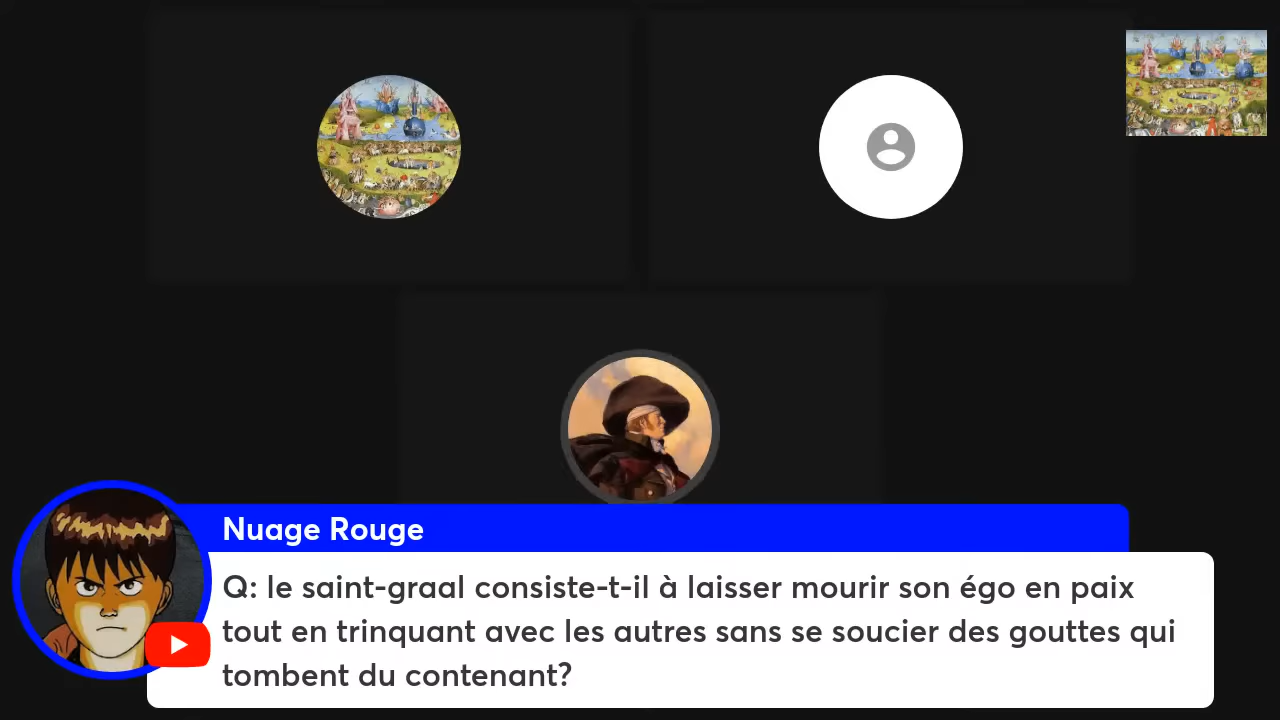 Nuage Rouge
Q: le saint-graal consiste-t-il à laisser mourir son égo en paix
tout en trinquant avec les autres sans se soucier des gouttes qui
tombent du contenant?